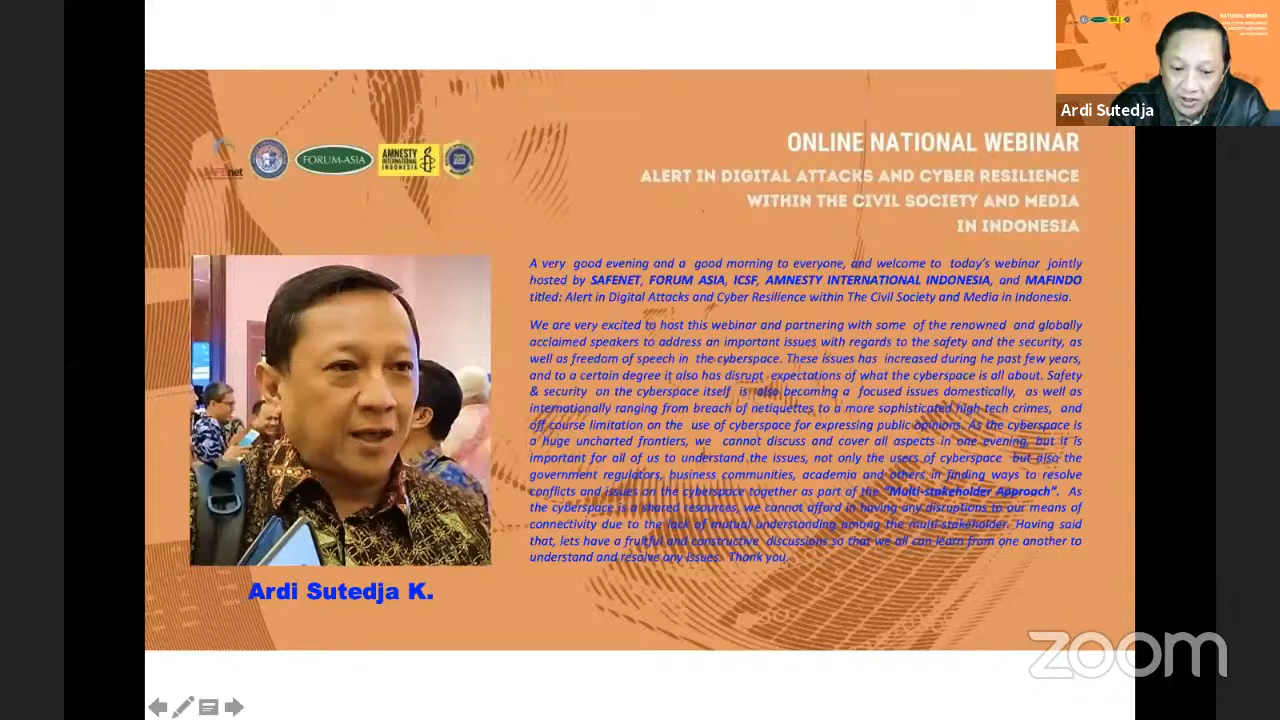 NATIONAL WEBINAR
Ardi Sutedja
FORUM-ASIA
AMNESTY
INTERNATIONAL
INDONESIA
ONLINE NATIONAL WEBINAR
ALERT IN DIGITAL ATTACKS AND CYBER RESILIENCE
WITHIN THE CIVIL SOCIETY AND MEDIA
IN INDONESIA
A very good evening and a good morning to everyone, and welcome to today's webinar jointly
hosted by SAFENET, FORUM ASIA, ICSF, AMNESTY INTERNATIONAL INDONESIA, and MAFINDO
titled: Alert in Digital Attacks and Cyber Resilience within The Civil Society and Media in Indonesia.
We are very excited to host this webinar and partnering with some of the renowned and globally
acclaimed speakers to address an important issues with regards to the safety and the security, as
well as freedom of speech in the cyberspace. These issues has increased during he past few years,
and to a certain degree it also has disrupt expectations of what the cyberspace is all about. Safety
& security on the cyberspace itself is also becoming a focused issues domestically, as well as
internationally ranging from breach of netiquettes to a more sophisticated high tech crimes, and
off course limitation on the use of cyberspace for expressing public opinions. As the cyberspace is
a huge uncharted frontiers, we cannot discuss and cover all aspects in one evening, but it is
important for all of us to understand the issues, not only the users of cyberspace but also the
government regulators, business communities, academia and others in finding ways to resolve
conflicts and issues on the cyberspace together as part of the "Multi-stakeholder Approach". As
the cyberspace is a shared resources, we cannot afford in having any disruptions to our means of
connectivity due to the lack of mutual understanding among the multi-stakeholder. Having said
that, lets have a fruitful and constructive discussions so that we all can learn from one another to
understand and resolve any issues. Thank you.
Ardi Sutedja K.
zoom